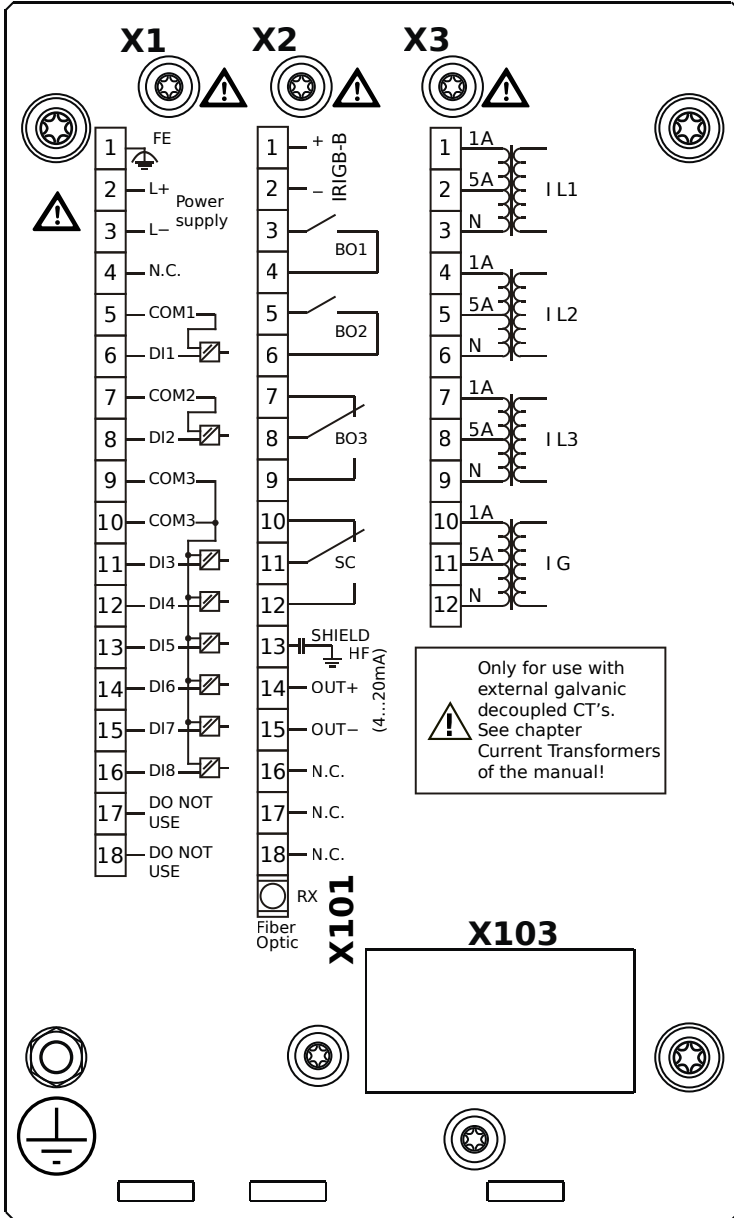 X1
X2
X3
1
FE
2
L+
Power
supply
3
L−
4
N.C.
5
COM1
6
DI1
7
COM2
8
DI2
9
COM3
10
COM3
11
DI3
12
DI4
13
DI5
14
DI6
15
DI7
16
DI8
17
DO NOT
USE
18
DO NOT
USE
1
+
2
−
IRIGB-B
3
BO1
4
5
BO2
6
7
8
BO3
9
10
11
SC
12
13
SHIELD
HF
14
OUT+
15
OUT−
(4...20mA)
16
N.C.
17
N.C.
18
N.C.
RX
Fiber
Optic
X101
1
1A
2
5A
IL1
3
N
4
1A
5
5A
IL2
6
N
7
1A
8
5A
IL3
9
N
10
1A
11
5A
IG
12
N
Only for use with
external galvanic
decoupled CT's.
See chapter
Current Transformers
of the manual!
X103